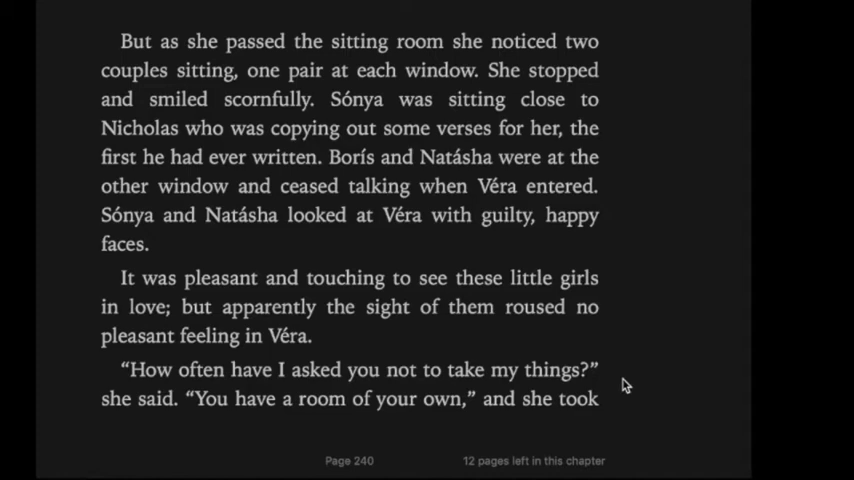 But as she passed the sitting room she noticed two
couples sitting, one pair at each window. She stopped
and smiled scornfully. Sónya was sitting close to
Nicholas who was copying out some verses for her, the
first he had ever written. Borís and Natásha were at the
other window and ceased talking when Véra entered.
Sónya and Natásha looked at Véra with guilty, happy
faces.
It was pleasant and touching to see these little girls
in love; but apparently the sight of them roused no
pleasant feeling in Véra.
“How often have I asked you not to take my things?”
she said. “You have a room of your own,” and she took
Page 240 12 pages left in this chapter